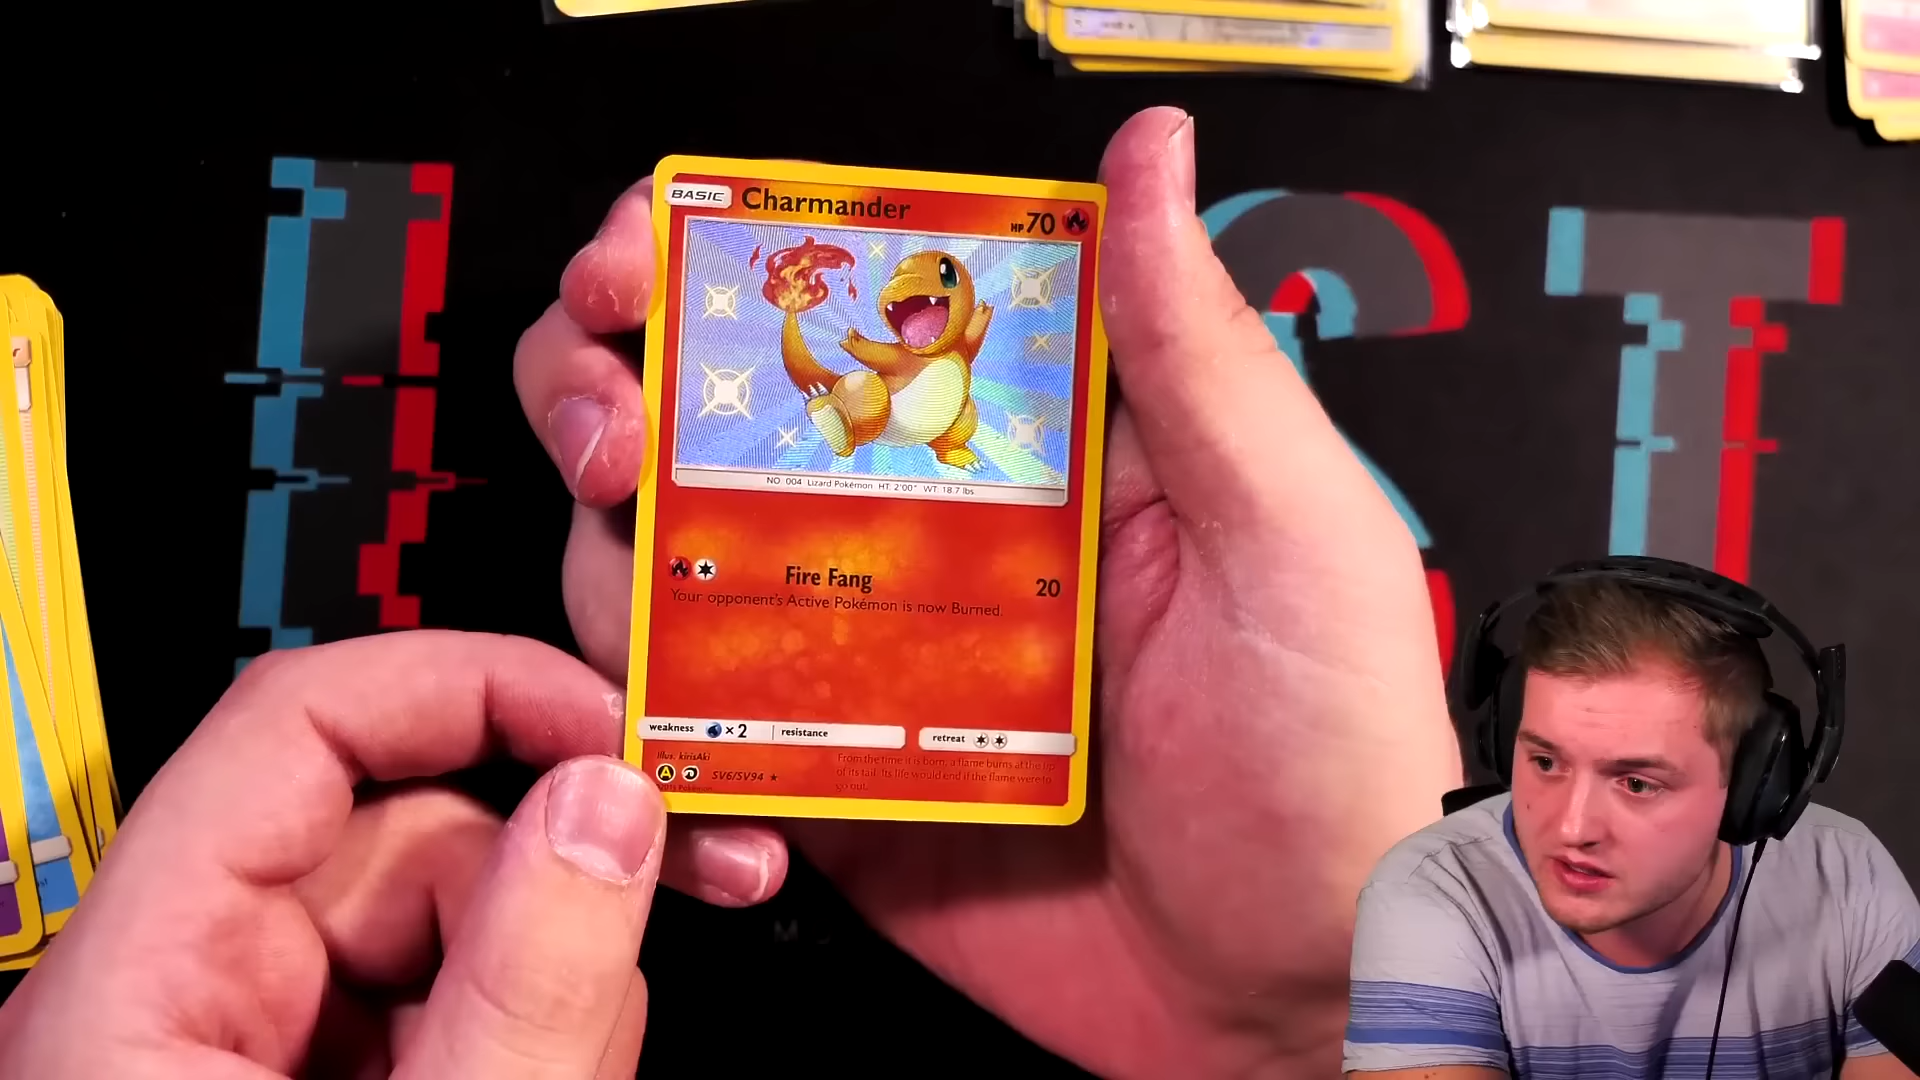 BASIC Charmander HP 70
NO. 004 Lizard Pokémon HT: 2'00" WT: 18.7 lbs.
Fire Fang 20
Your opponent's Active Pokémon is now Burned.
weakness ×2 resistance retreat
Illus. kirisAki
A SV6/SV94
From the time it is born, a flame burns at the tip
of its tail. Its life would end if the flame were to
go out.